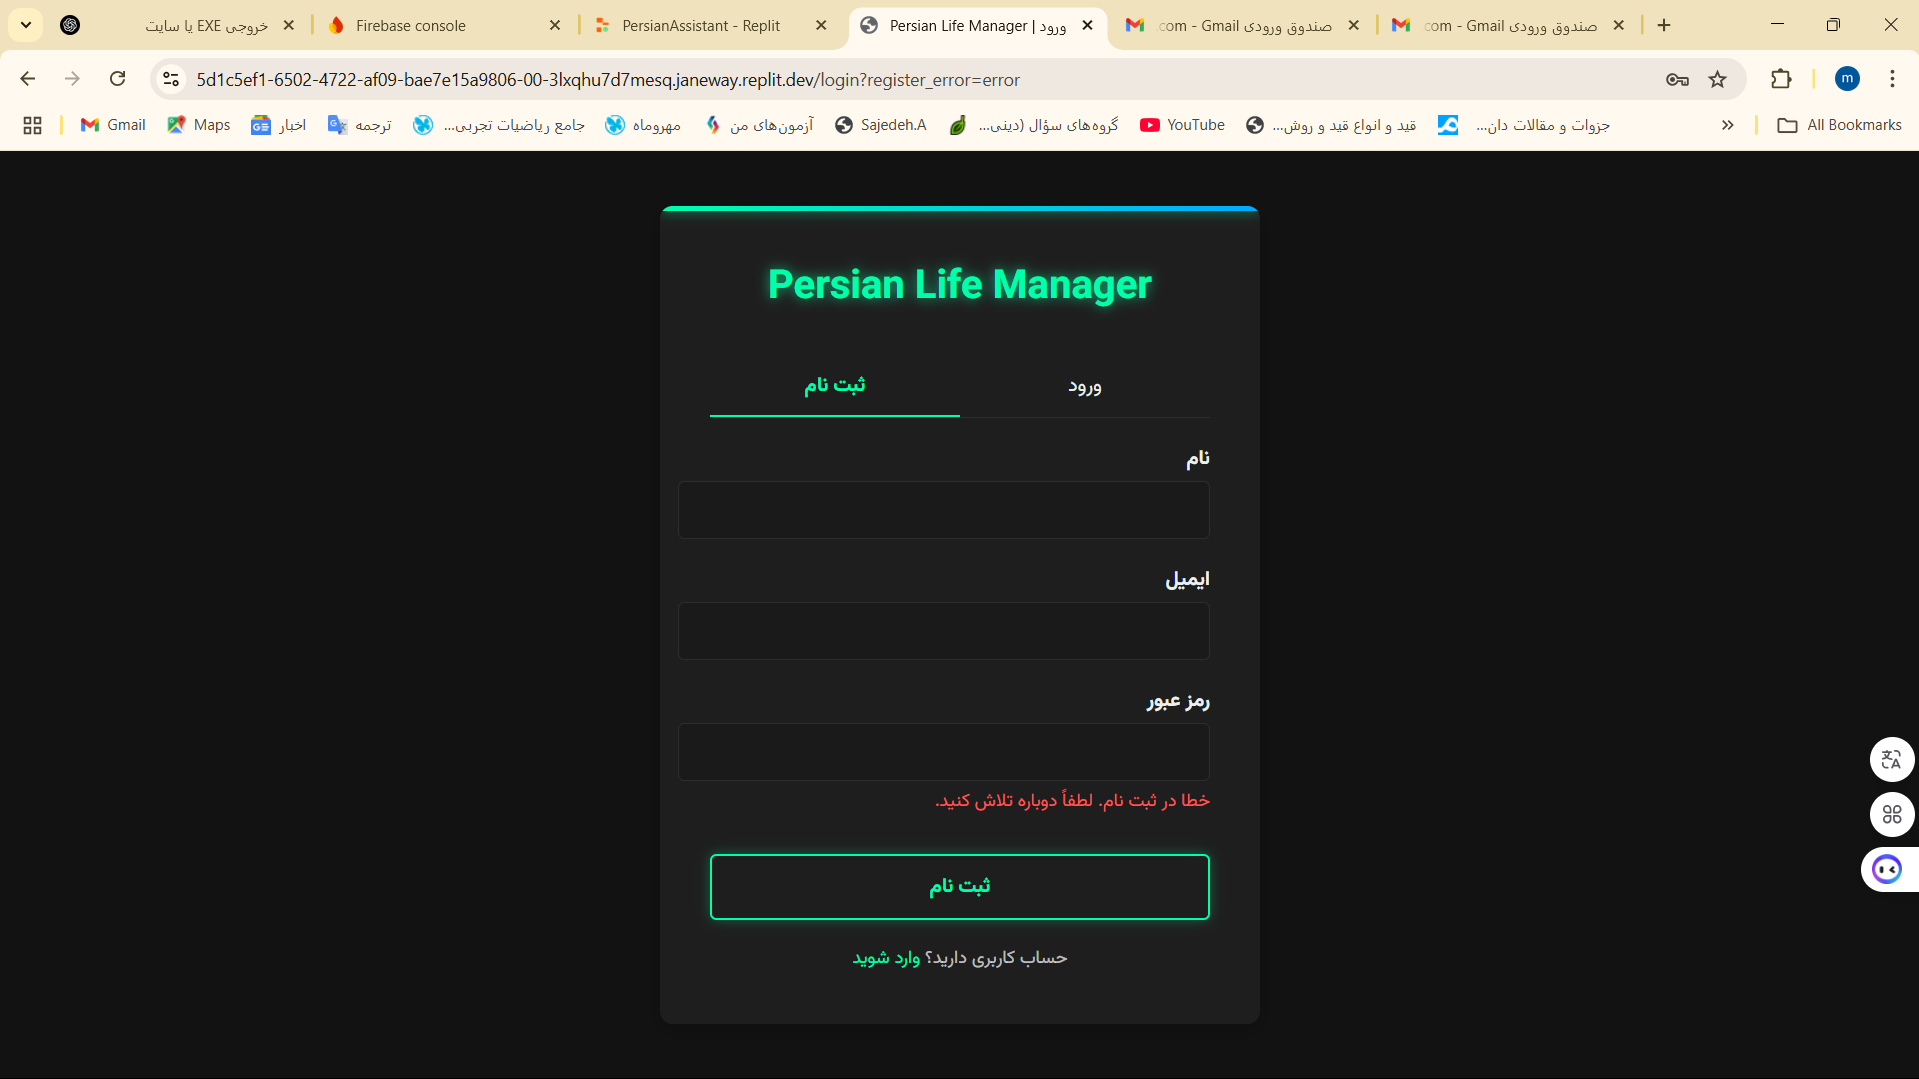 خروجی EXE یا سایت
Firebase console
PersianAssistant - Replit
ورود | Persian Life Manager
صندوق ورودی com - Gmail
صندوق ورودی com - Gmail
5d1c5ef1-6502-4722-af09-bae7e15a9806-00-3lxqhu7d7mesq.janeway.replit.dev/login?register_error=error
m
Gmail
Maps
اخبار
ترجمه
جامع ریاضیات تجربی...
مهروماه
آزمون‌های من
Sajedeh.A
گروه‌های سؤال (دینی...
YouTube
قید و انواع قید و روش...
جزوات و مقالات دان...
All Bookmarks
Persian Life Manager
ورود
ثبت نام
نام
ایمیل
رمز عبور
خطا در ثبت نام. لطفاً دوباره تلاش کنید.
ثبت نام
حساب کاربری دارید؟ وارد شوید